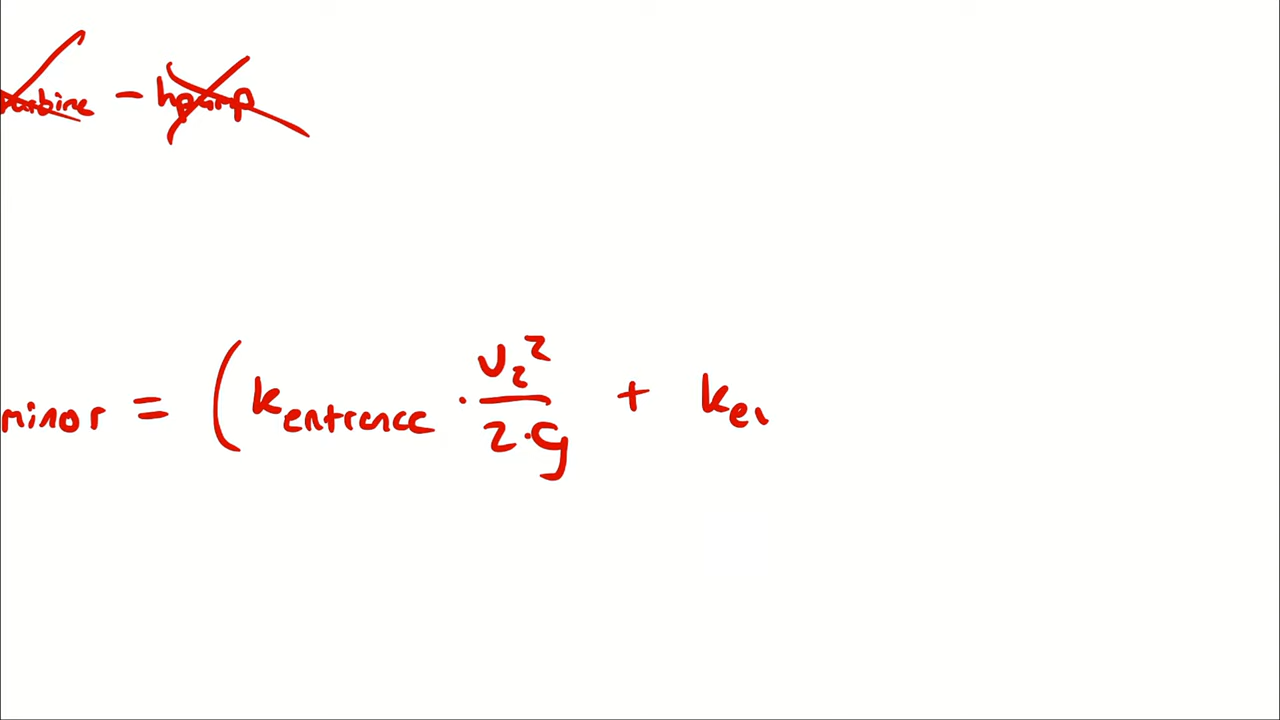 turbine - hpump
minor = (kentrance · v₂²/2·g + ke